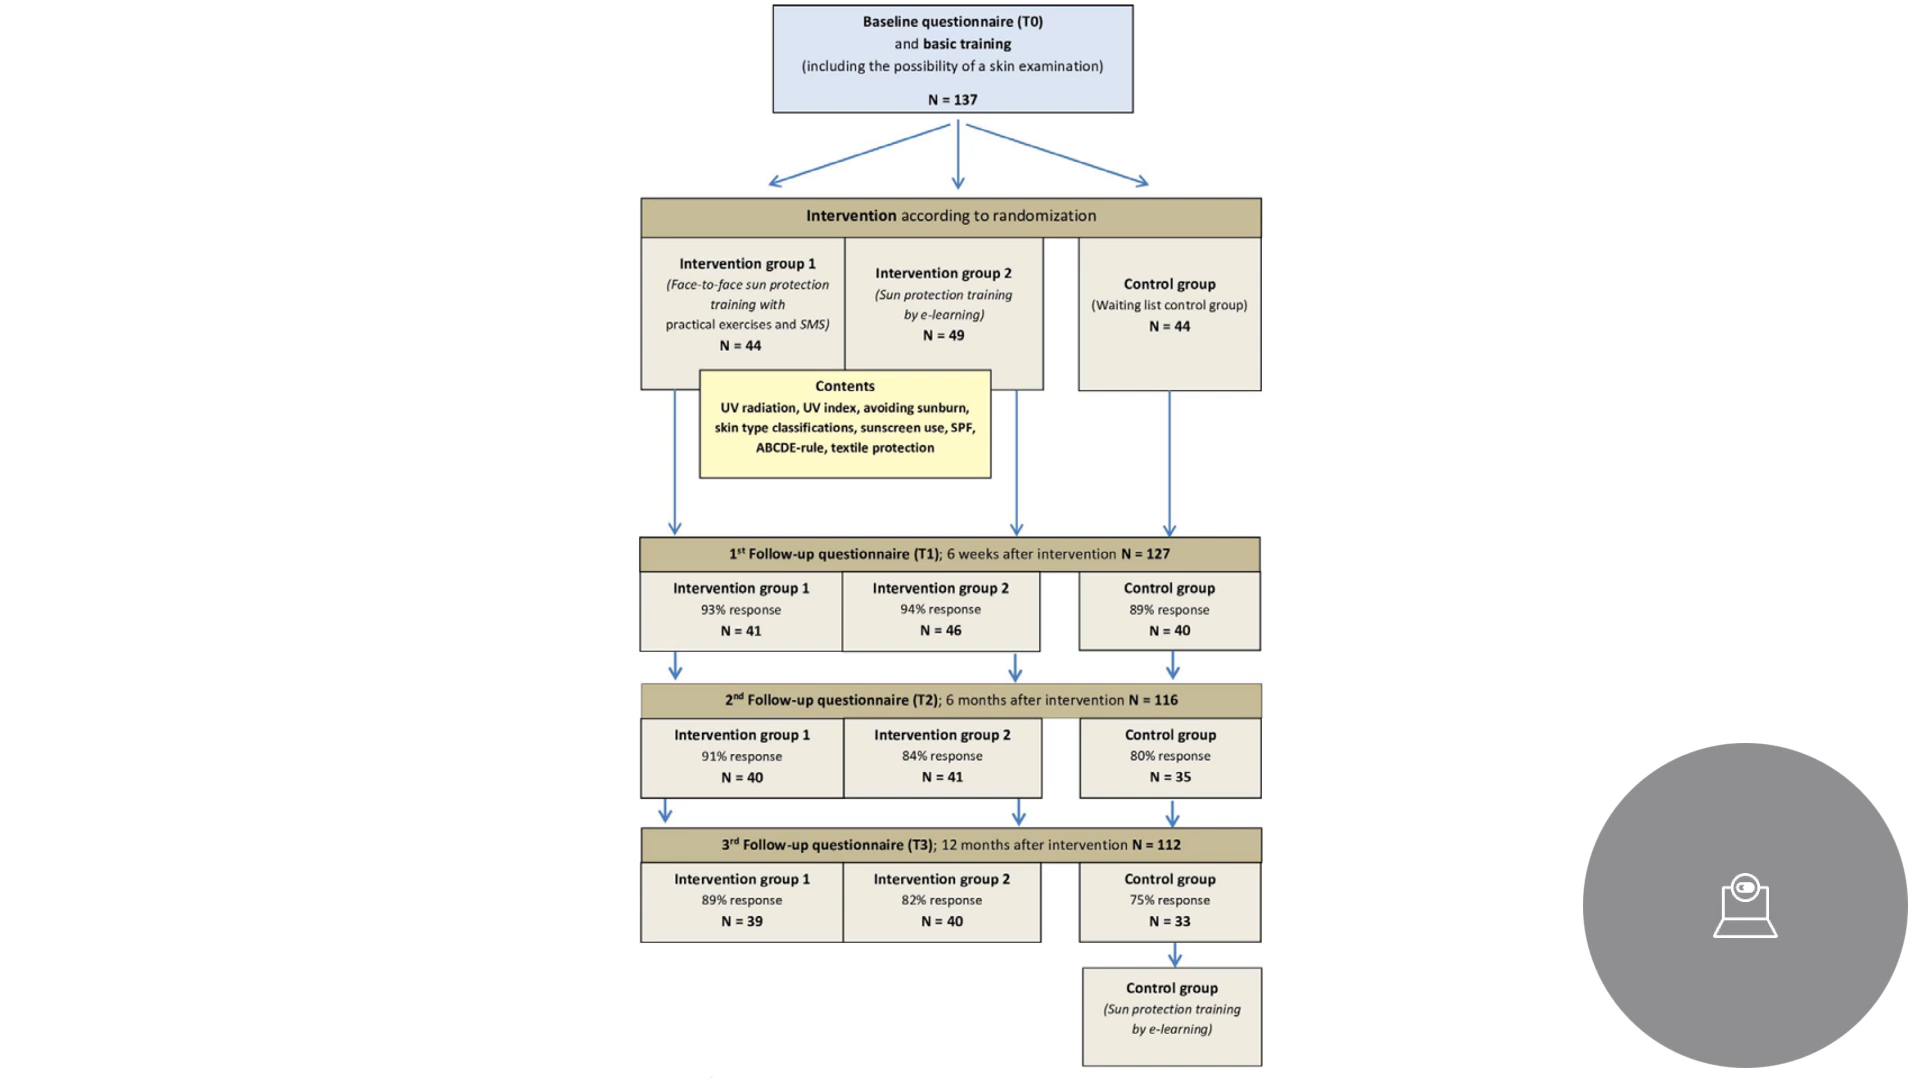 Baseline questionnaire (T0)
and basic training
(including the possibility of a skin examination)
N = 137
Intervention according to randomization
Intervention group 1
(Face-to-face sun protection
training with
practical exercises and SMS)
N = 44
Intervention group 2
(Sun protection training
by e-learning)
N = 49
Control group
(Waiting list control group)
N = 44
Contents
UV radiation, UV index, avoiding sunburn,
skin type classifications, sunscreen use, SPF,
ABCDE-rule, textile protection
1st Follow-up questionnaire (T1); 6 weeks after intervention N = 127
Intervention group 1
93% response
N = 41
Intervention group 2
94% response
N = 46
Control group
89% response
N = 40
2nd Follow-up questionnaire (T2); 6 months after intervention N = 116
Intervention group 1
91% response
N = 40
Intervention group 2
84% response
N = 41
Control group
80% response
N = 35
3rd Follow-up questionnaire (T3); 12 months after intervention N = 112
Intervention group 1
89% response
N = 39
Intervention group 2
82% response
N = 40
Control group
75% response
N = 33
Control group
(Sun protection training
by e-learning)